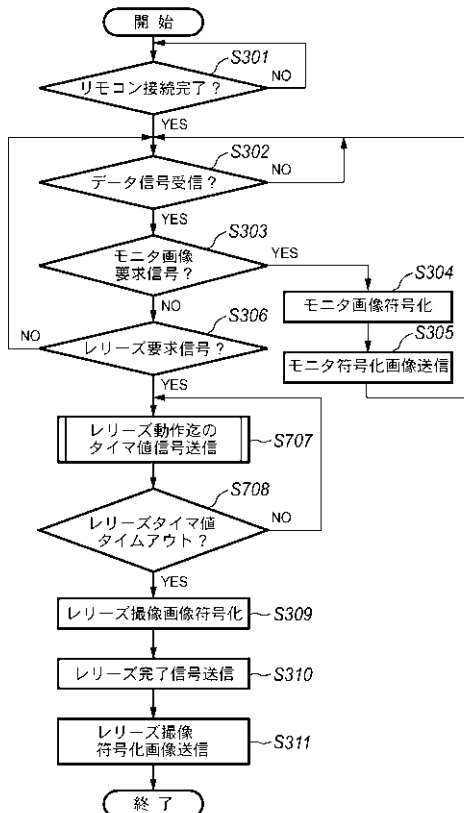 開始
S301
リモコン接続完了？
NO
YES
S302
データ信号受信？
NO
YES
S303
モニタ画像
要求信号？
YES
NO
S304
モニタ画像符号化
S305
モニタ符号化画像送信
S306
レリーズ要求信号？
NO
YES
レリーズ動作迄の
タイマ値信号送信
S707
S708
レリーズタイマ値
タイムアウト？
NO
YES
レリーズ撮像画像符号化
S309
レリーズ完了信号送信
S310
レリーズ撮像
符号化画像送信
S311
終了